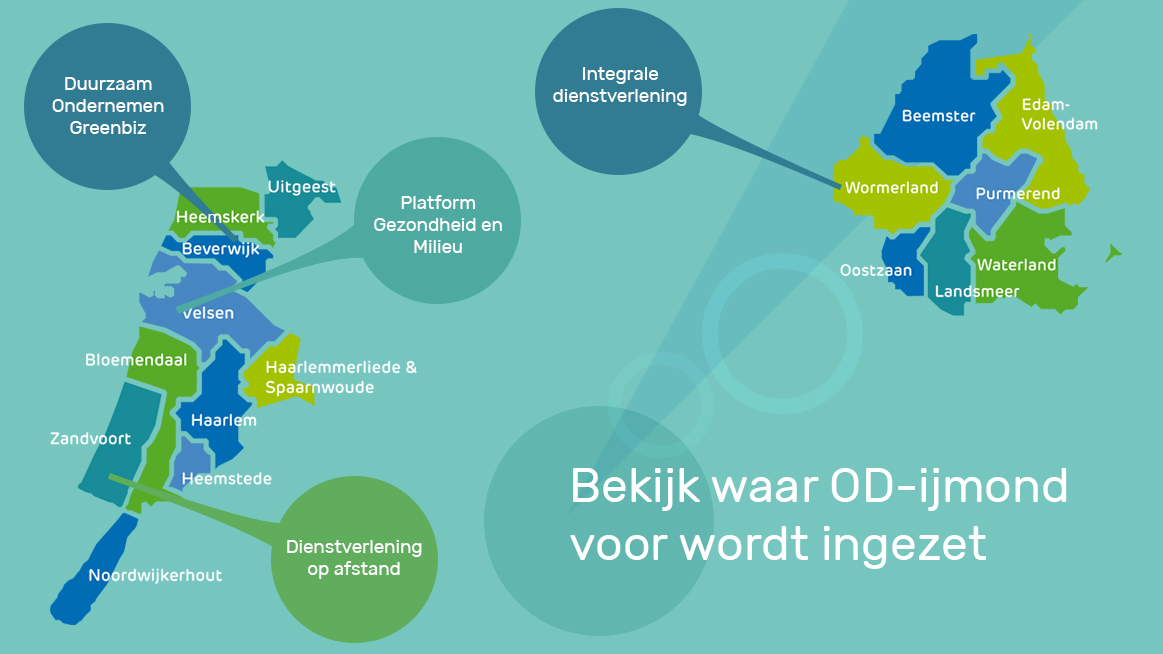 Duurzaam
Ondernemen
Greenbiz
Integrale
dienstverlening
Platform
Gezondheid en
Milieu
Uitgeest
Heemskerk
Beverwijk
Velsen
Bloemendaal
Haarlemmerliede &
Spaarnwoude
Haarlem
Zandvoort
Heemstede
Noordwijkerhout
Dienstverlening
op afstand
Beemster
Edam-
Volendam
Wormerland
Purmerend
Oostzaan
Waterland
Landsmeer
Bekijk waar OD-ijmond
voor wordt ingezet